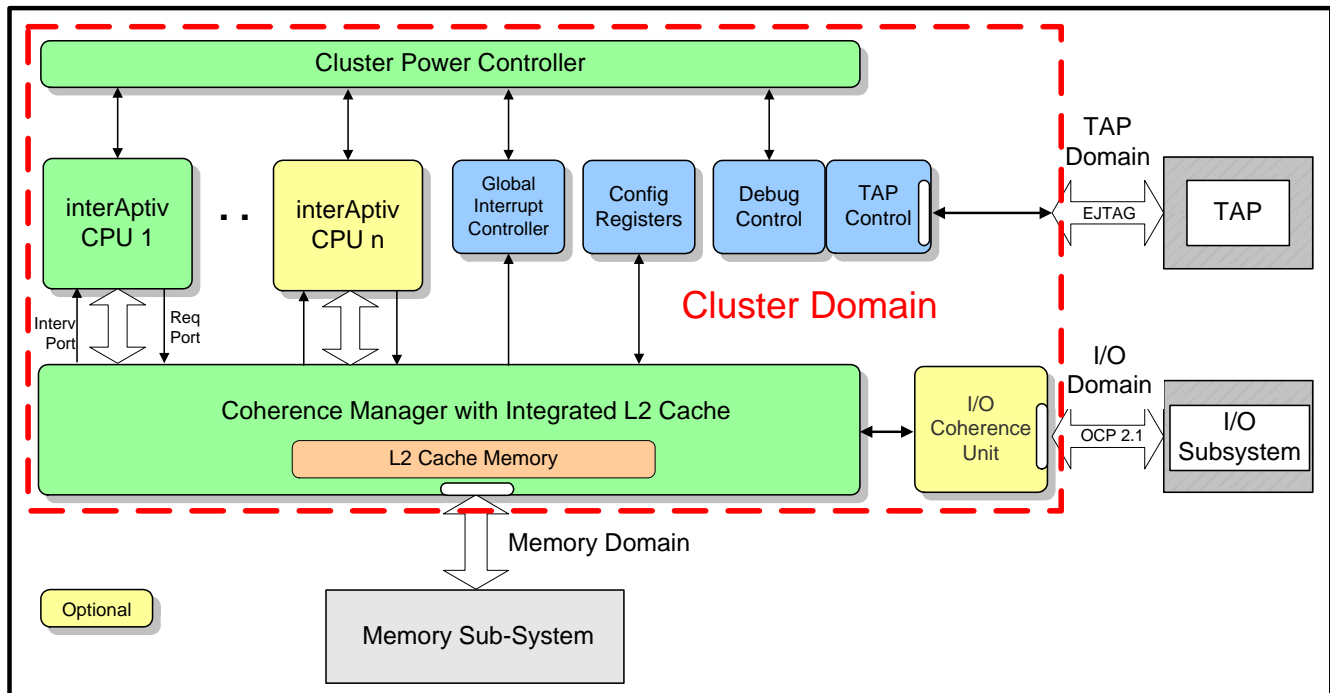 Cluster Power Controller
interAptiv
CPU 1
. .
interAptiv
CPU n
Global
Interrupt
Controller
Config
Registers
Debug
Control
TAP
Control
TAP
Domain
EJTAG
TAP
Cluster Domain
Interv
Port
Req
Port
Coherence Manager with Integrated L2 Cache
L2 Cache Memory
I/O
Coherence
Unit
I/O
Domain
OCP 2.1
I/O
Subsystem
Memory Domain
Optional
Memory Sub-System